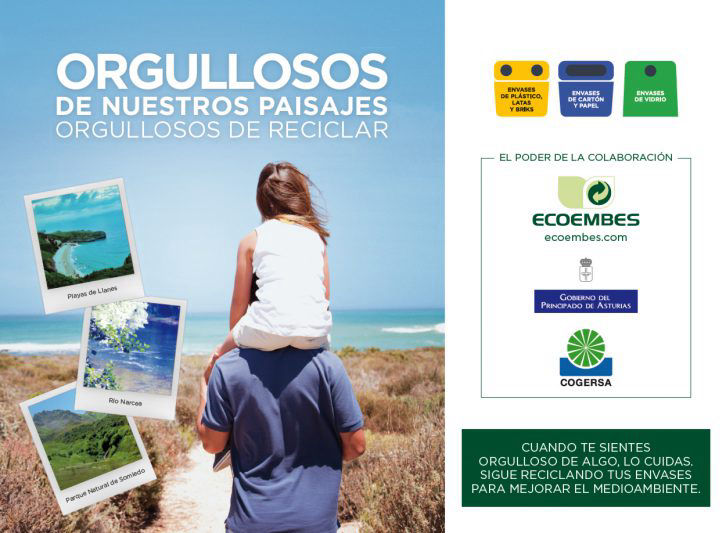 ORGULLOSOS
DE NUESTROS PAISAJES
ORGULLOSOS DE RECICLAR
Playas de Llanes
Río Narcea
Parque Natural de Somiedo
ENVASES
DE PLÁSTICO,
LATAS
Y BRIKS
ENVASES
DE CARTÓN
Y PAPEL
ENVASES
DE VIDRIO
EL PODER DE LA COLABORACIÓN
ECOEMBES
ecoembes.com
GOBIERNO DEL
PRINCIPADO DE ASTURIAS
COGERSA
CUANDO TE SIENTES
ORGULLOSO DE ALGO, LO CUIDAS.
SIGUE RECICLANDO TUS ENVASES
PARA MEJORAR EL MEDIOAMBIENTE.